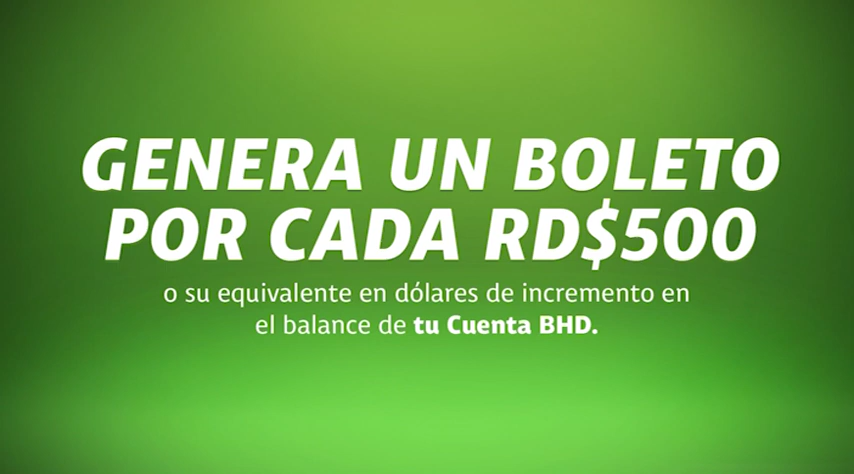 GENERA UN BOLETO
POR CADA RD$500
o su equivalente en dólares de incremento en
el balance de tu Cuenta BHD.